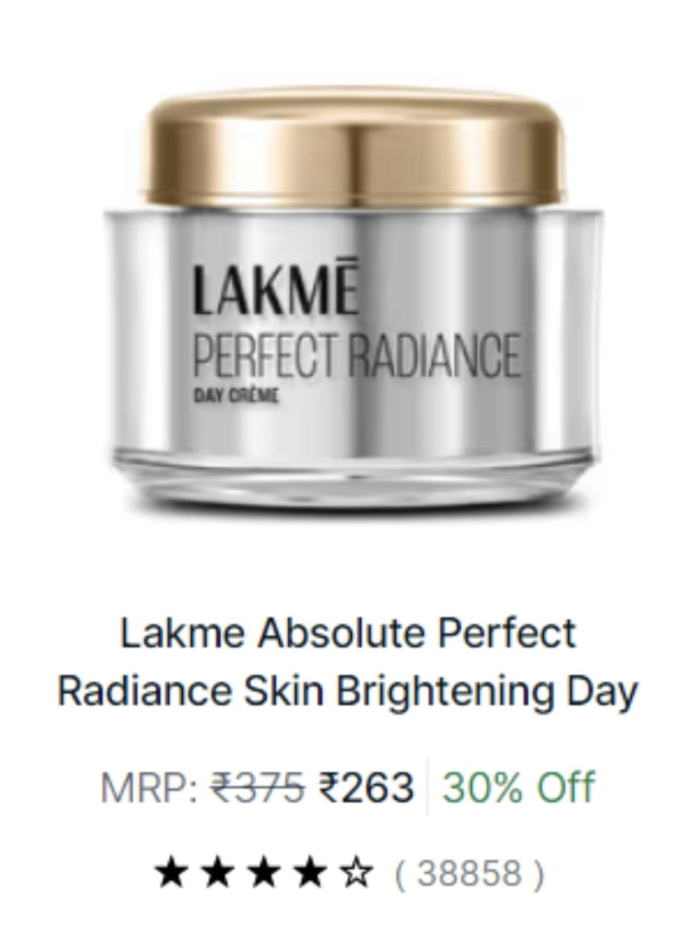 LAKMĒ
PERFECT RADIANCE
DAY CRÈME
Lakme Absolute Perfect
Radiance Skin Brightening Day
MRP: ₹375 ₹263 30% Off
( 38858 )